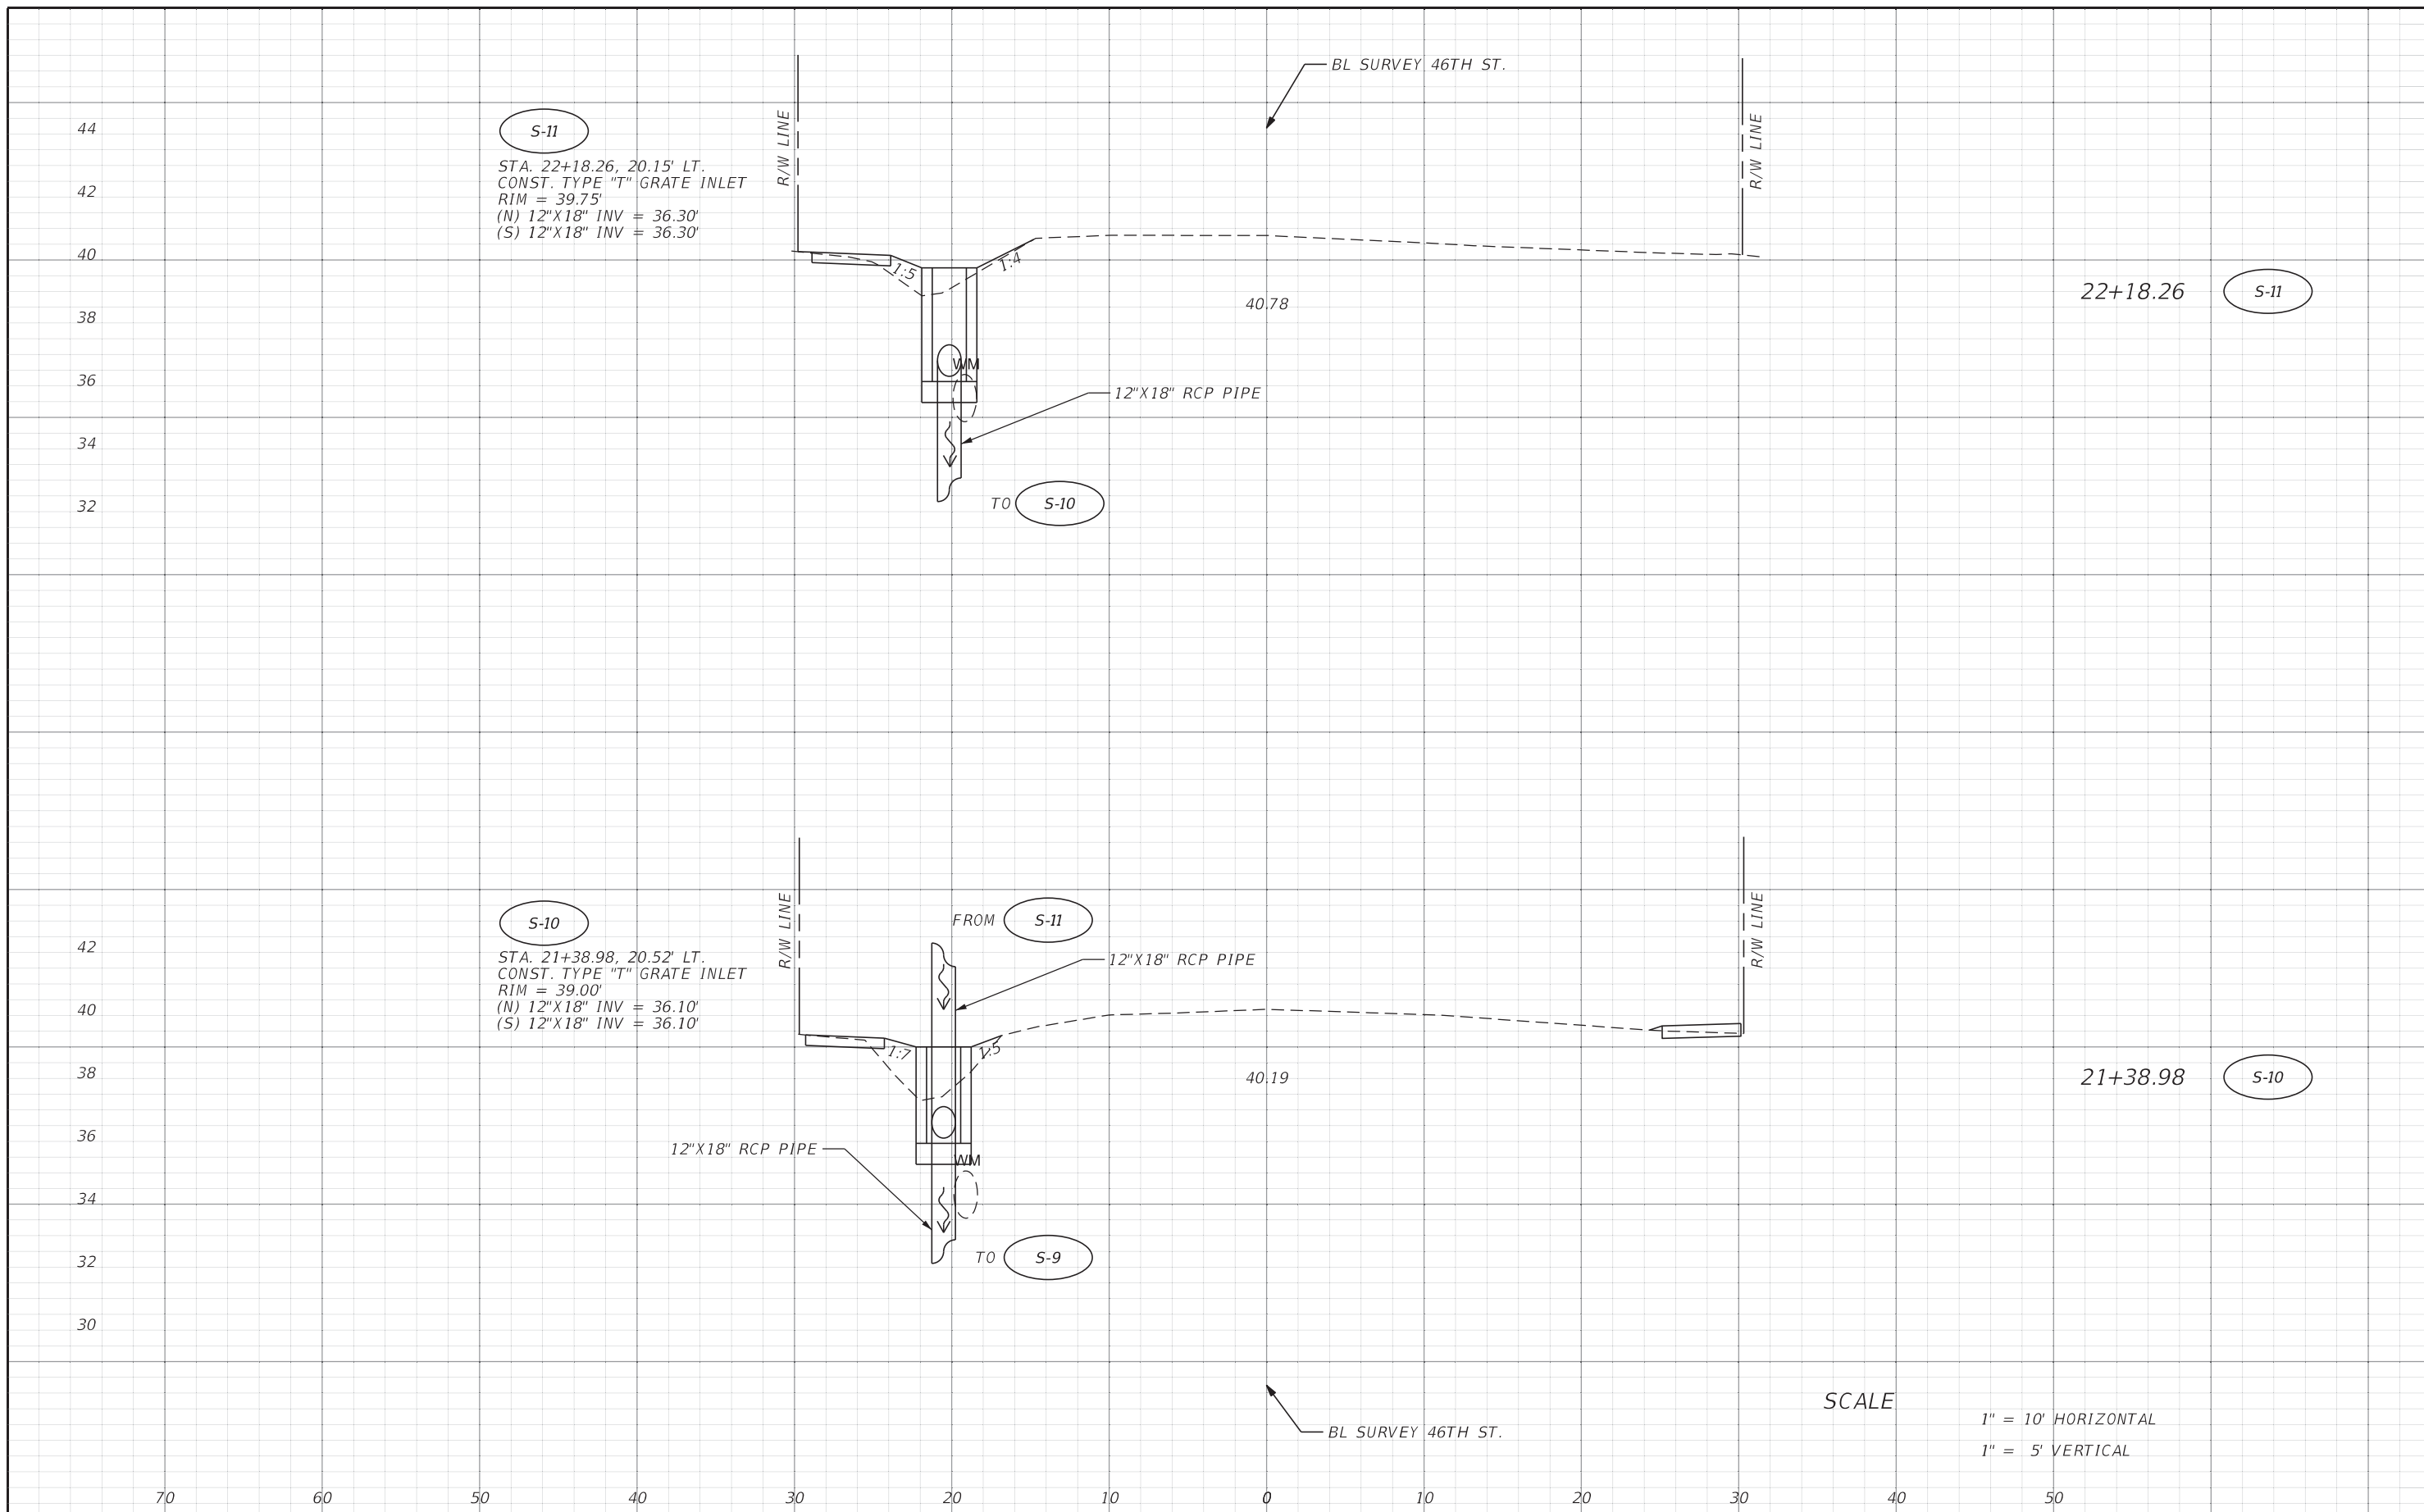 BL SURVEY 46TH ST.
R/W LINE
R/W LINE
44
42
40
38
36
34
32
S-11
STA. 22+18.26, 20.15' LT.
CONST. TYPE "T" GRATE INLET
RIM = 39.75'
(N) 12"X18" INV = 36.30'
(S) 12"X18" INV = 36.30'
1:5
1:4
40.78
22+18.26
S-11
WM
12"X18" RCP PIPE
TO
S-10
R/W LINE
R/W LINE
42
40
38
36
34
32
30
S-10
STA. 21+38.98, 20.52' LT.
CONST. TYPE "T" GRATE INLET
RIM = 39.00'
(N) 12"X18" INV = 36.10'
(S) 12"X18" INV = 36.10'
FROM
S-11
12"X18" RCP PIPE
1:7
1:5
40.19
21+38.98
S-10
12"X18" RCP PIPE
WM
TO
S-9
BL SURVEY 46TH ST.
SCALE
1" = 10' HORIZONTAL
1" = 5' VERTICAL
70 60 50 40 30 20 10 0 10 20 30 40 50